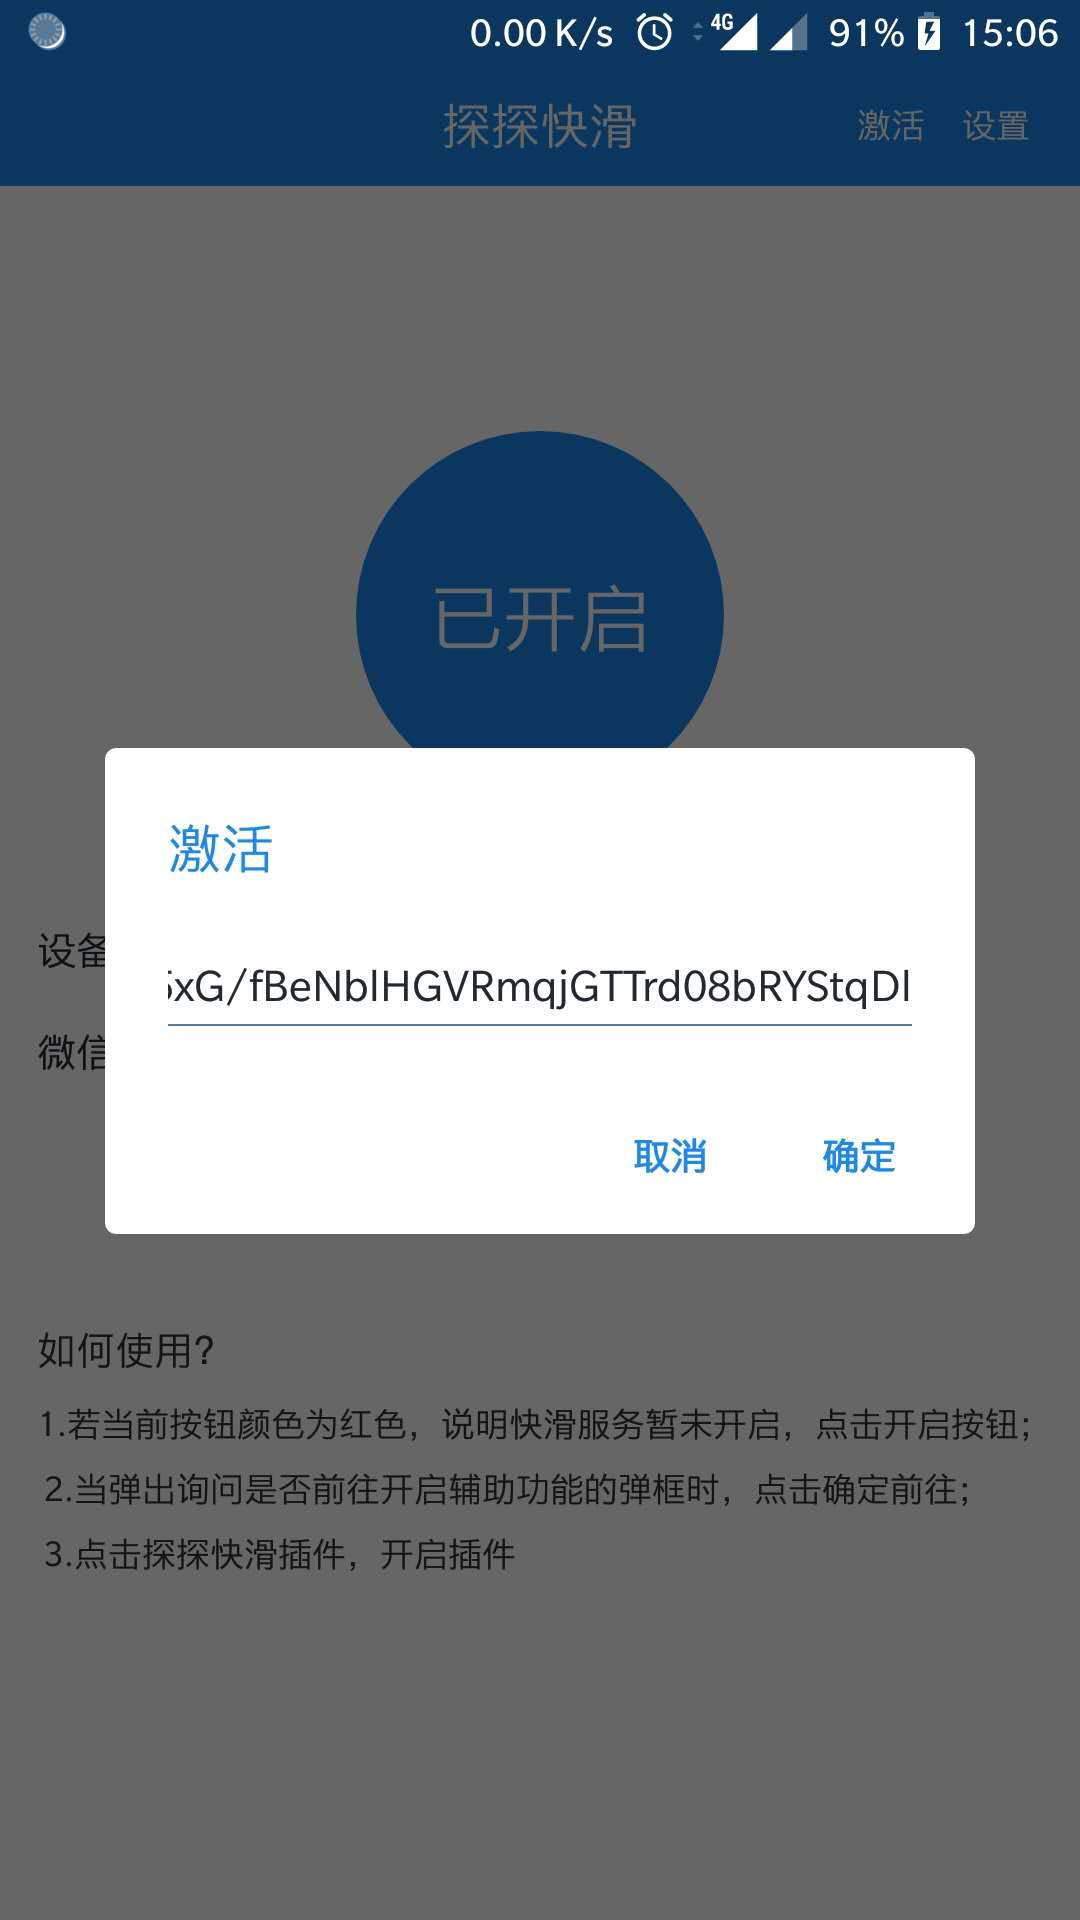 0.00 K/s 4G 91% 15:06
探探快滑 激活 设置
已开启
激活
设备
xG/fBeNblHGVRmqjGTTrd08bRYStqDl
微信
取消 确定
如何使用?
1.若当前按钮颜色为红色，说明快滑服务暂未开启，点击开启按钮；
2.当弹出询问是否前往开启辅助功能的弹框时，点击确定前往；
3.点击探探快滑插件，开启插件